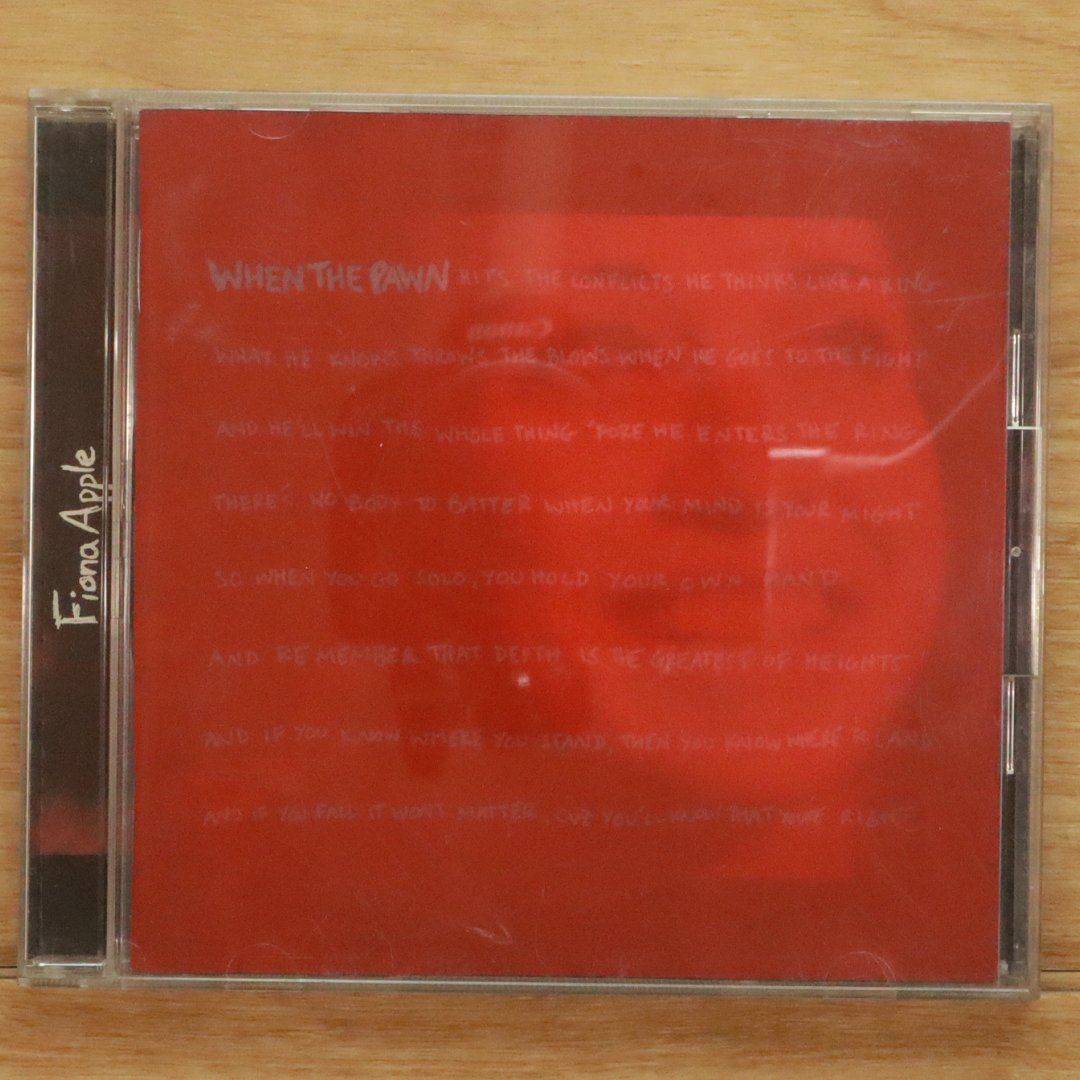 Fiona Apple
WHEN THE PAWN HITS THE CONFLICTS HE THINKS LIKE A KING
WHAT HE KNOWS THROWS THE BLOWS WHEN HE GOES TO THE FIGHT
AND HE'LL WIN THE WHOLE THING 'FORE HE ENTERS THE RING
THERE'S NO BODY TO BATTER WHEN YOUR MIND IS YOUR MIGHT
SO WHEN YOU GO SOLO, YOU HOLD YOUR OWN HAND
AND REMEMBER THAT DEPTH IS THE GREATEST OF HEIGHTS
AND IF YOU KNOW WHERE YOU STAND, THEN YOU KNOW WHERE TO LAND
AND IF YOU FALL IT WON'T MATTER, CUZ YOU'LL KNOW THAT YOU'RE RIGHT